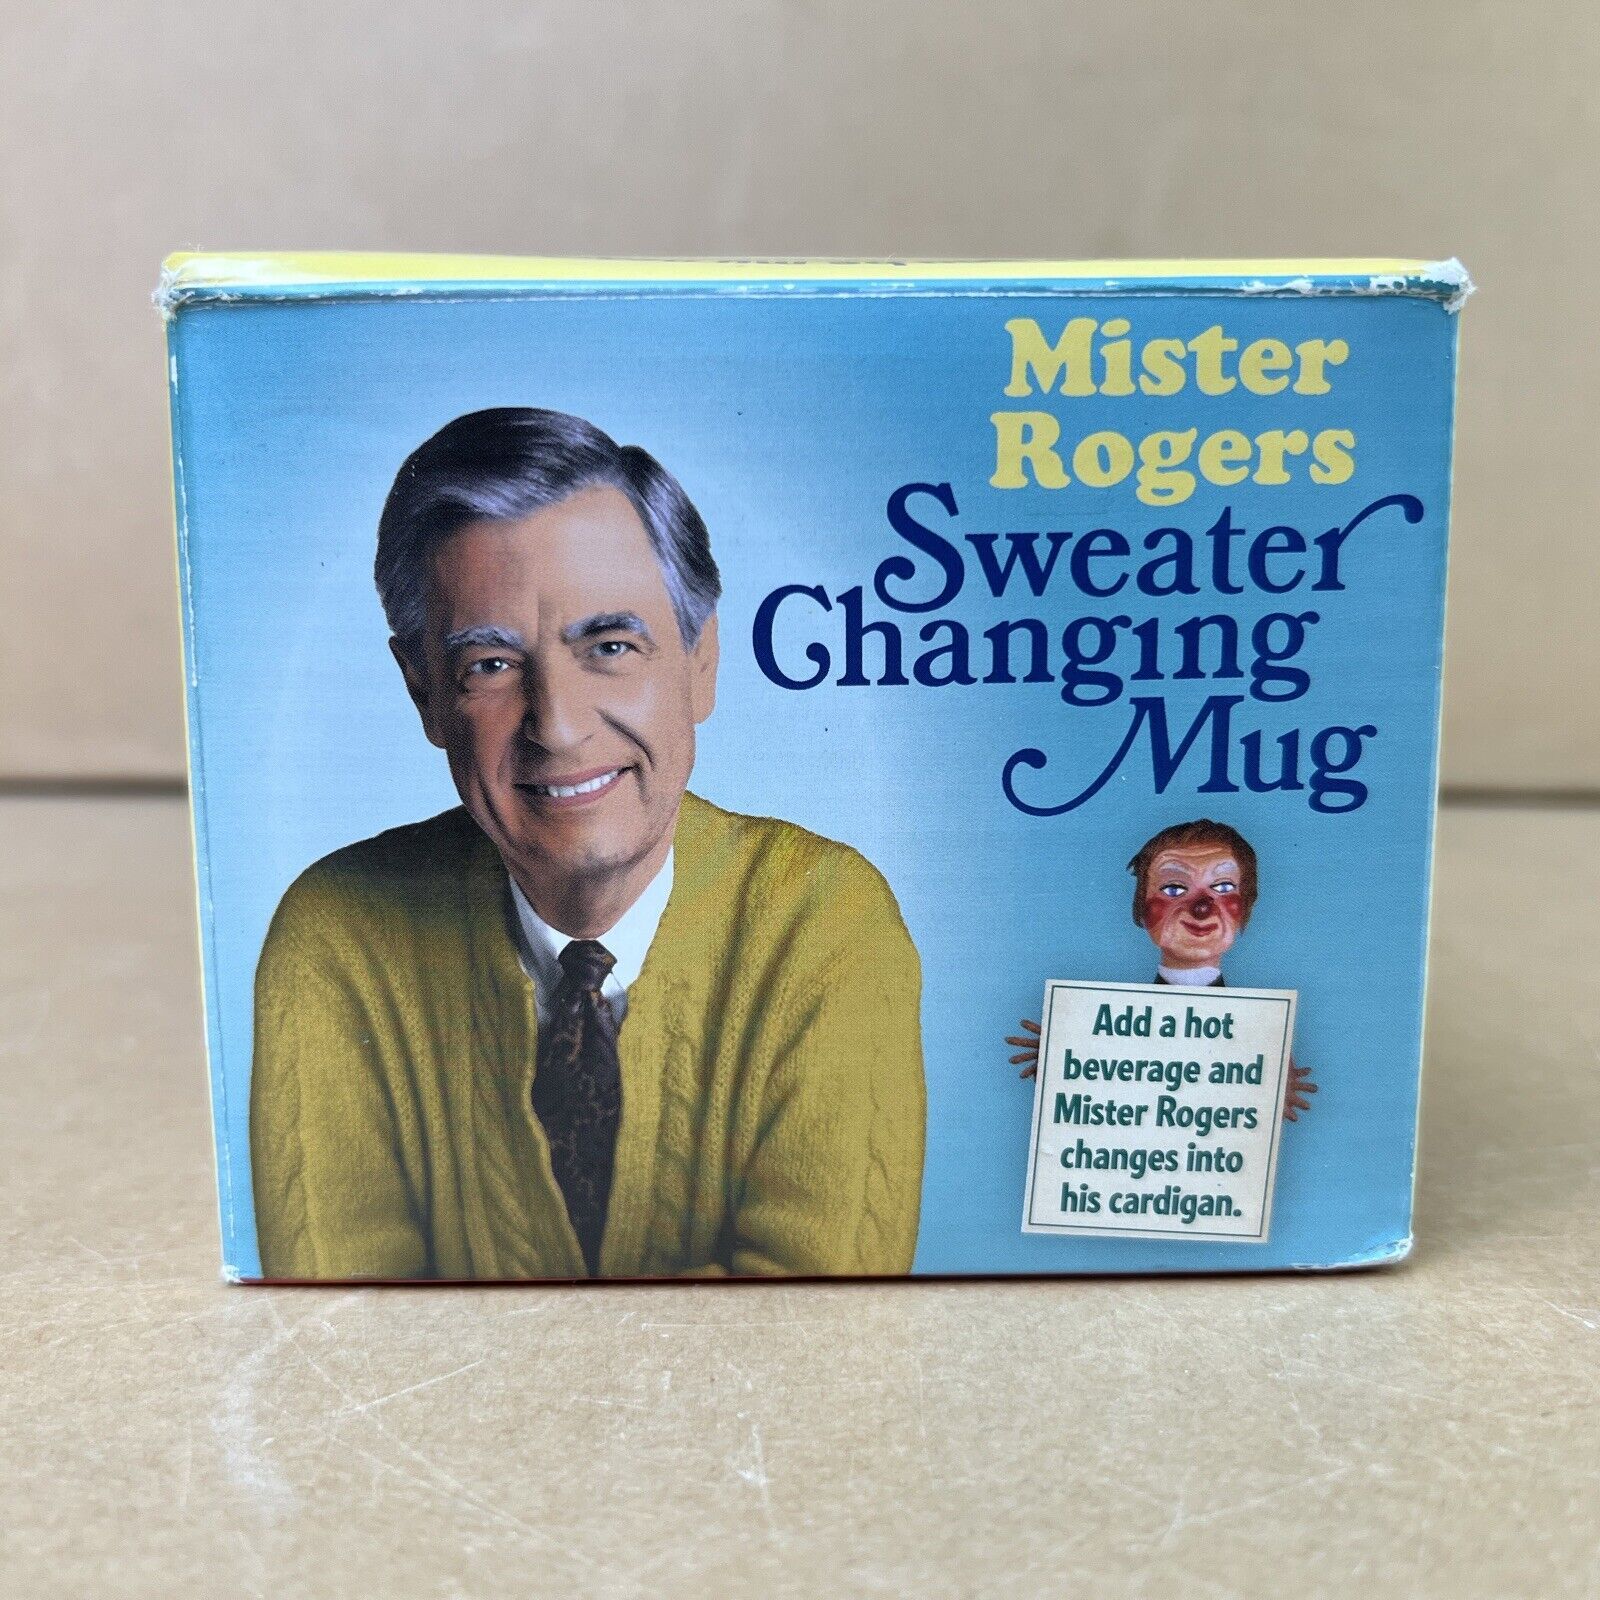 Mister
Rogers
Sweater
Changing
Mug
Add a hot
beverage and
Mister Rogers
changes into
his cardigan.